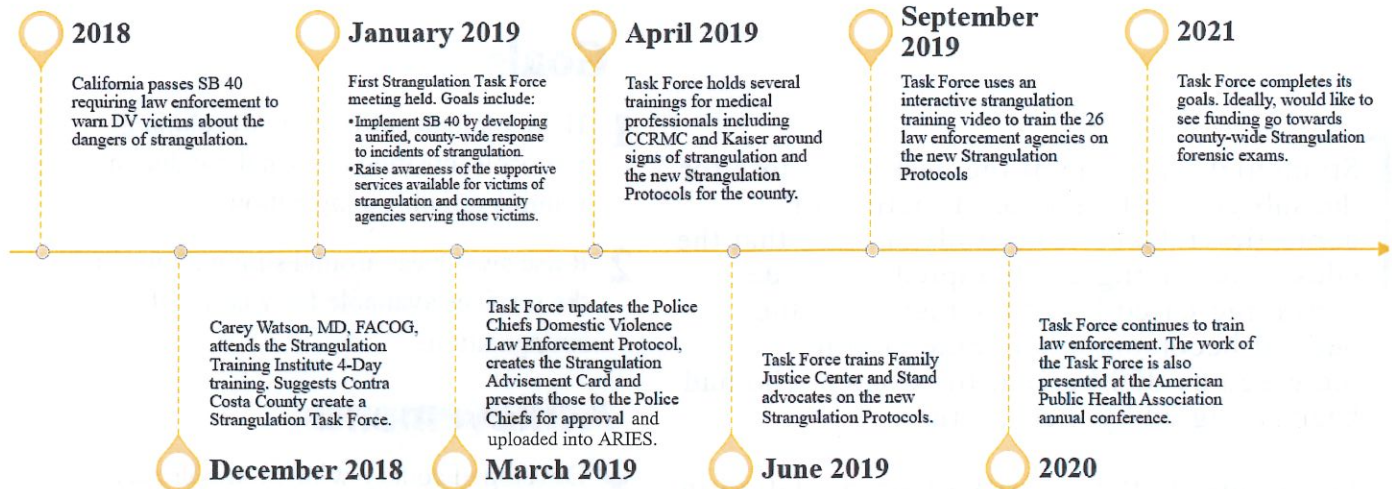 2018
California passes SB 40
requiring law enforcement to
warn DV victims about the
dangers of strangulation.
January 2019
First Strangulation Task Force
meeting held. Goals include:
•Implement SB 40 by developing
a unified, county-wide response
to incidents of strangulation.
•Raise awareness of the supportive
services available for victims of
strangulation and community
agencies serving those victims.
April 2019
Task Force holds several
trainings for medical
professionals including
CCRMC and Kaiser around
signs of strangulation and
the new Strangulation
Protocols for the county.
September
2019
Task Force uses an
interactive strangulation
training video to train the 26
law enforcement agencies on
the new Strangulation
Protocols
2021
Task Force completes its
goals. Ideally, would like to
see funding go towards
county-wide Strangulation
forensic exams.
Carey Watson, MD, FACOG,
attends the Strangulation
Training Institute 4-Day
training. Suggests Contra
Costa County create a
Strangulation Task Force.
December 2018
Task Force updates the Police
Chiefs Domestic Violence
Law Enforcement Protocol,
creates the Strangulation
Advisement Card and
presents those to the Police
Chiefs for approval and
uploaded into ARIES.
March 2019
Task Force trains Family
Justice Center and Stand
advocates on the new
Strangulation Protocols.
June 2019
Task Force continues to train
law enforcement. The work of
the Task Force is also
presented at the American
Public Health Association
annual conference.
2020